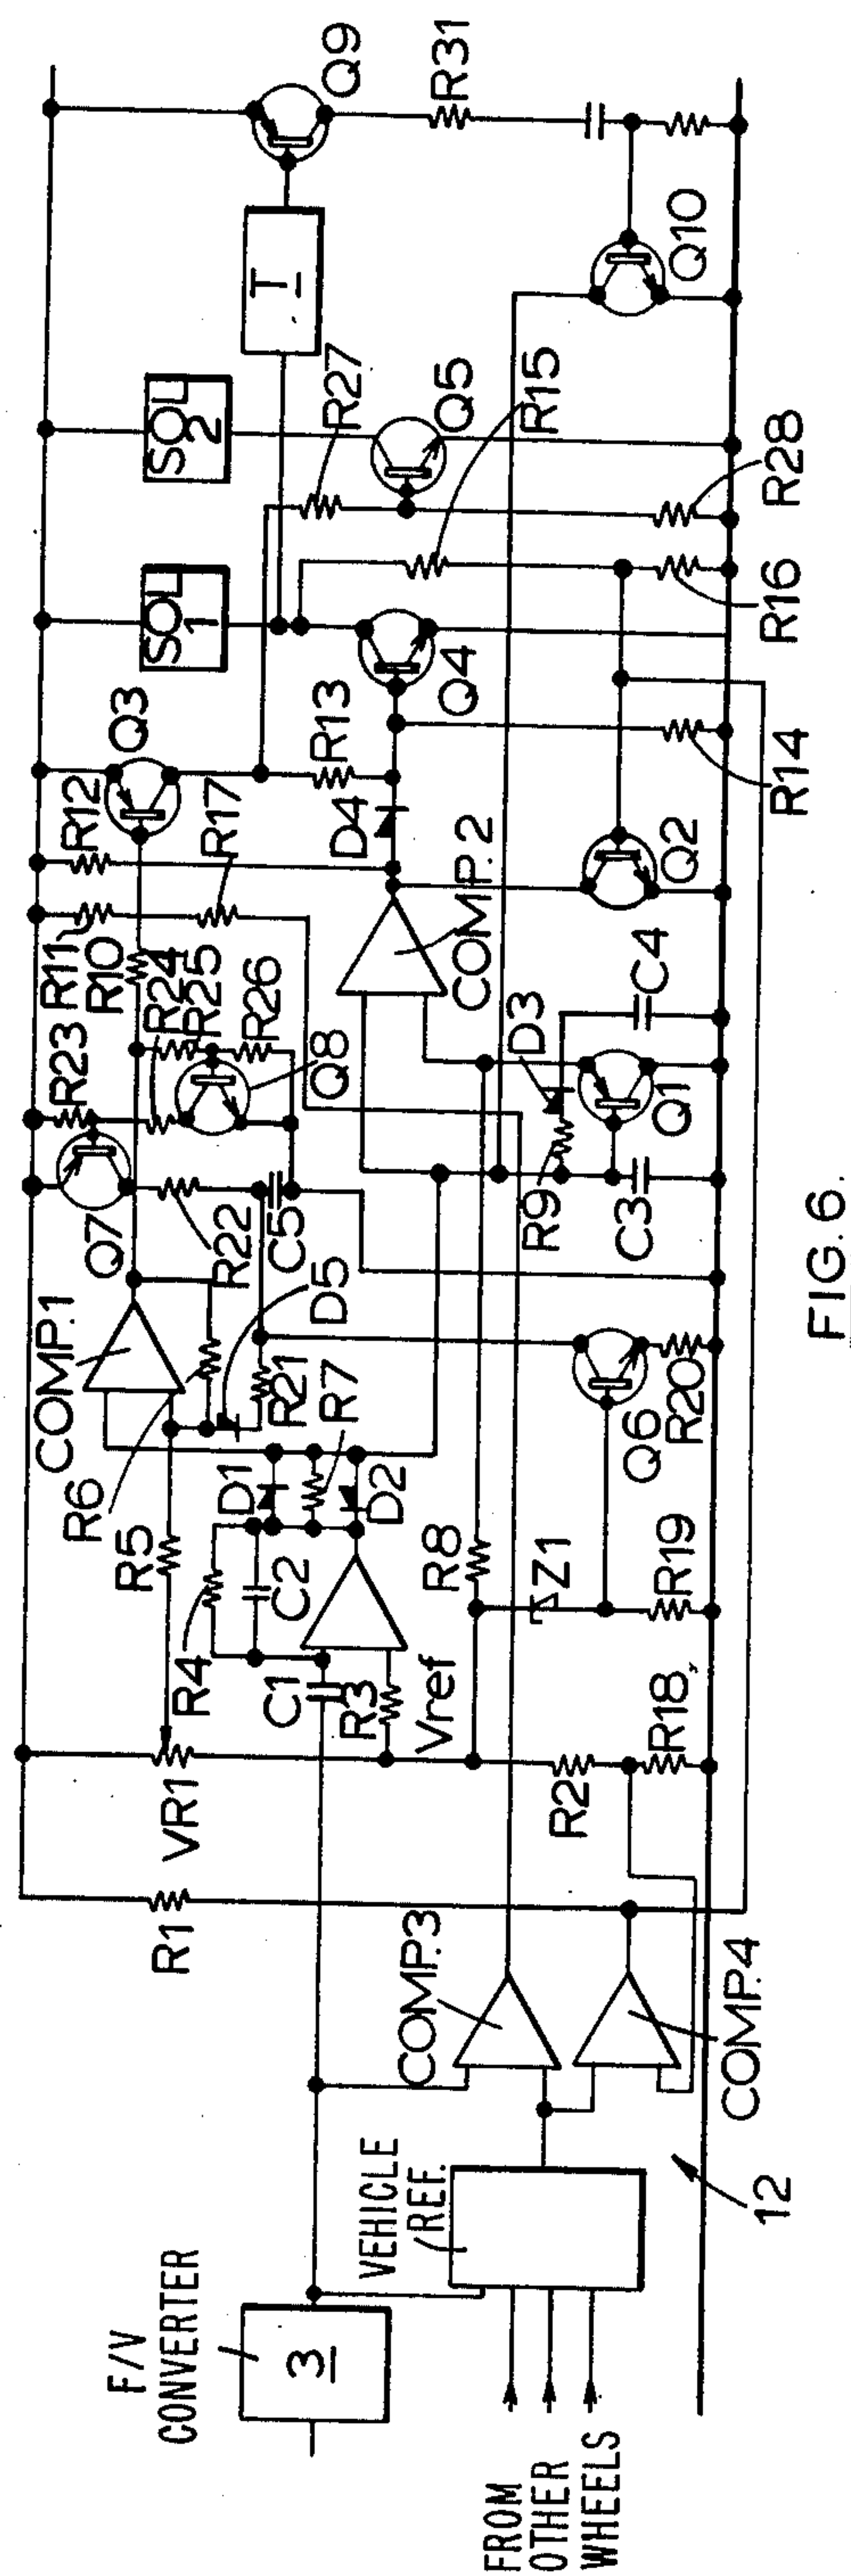 F/V
CONVERTER
3
FROM
OTHER
WHEELS
VEHICLE
REF.
12
COMP.3
COMP.4
R1
VR1
R2
R18
Vref
R3
C1
R4
C2
R5
R6
D1
R7
D2
R8
Z1
R19
COMP.1
R21
D5
R22
Q6
R20
Q7
C5
R23
R24
R25
R26
Q8
R9
C3
D3
C4
Q1
R10
R11
R17
R12
COMP.2
Q2
Q3
D4
R13
R14
Q4
SOL
1
R16
R15
R27
R28
SOL
2
Q5
T
Q10
Q9
R31
FIG. 6.